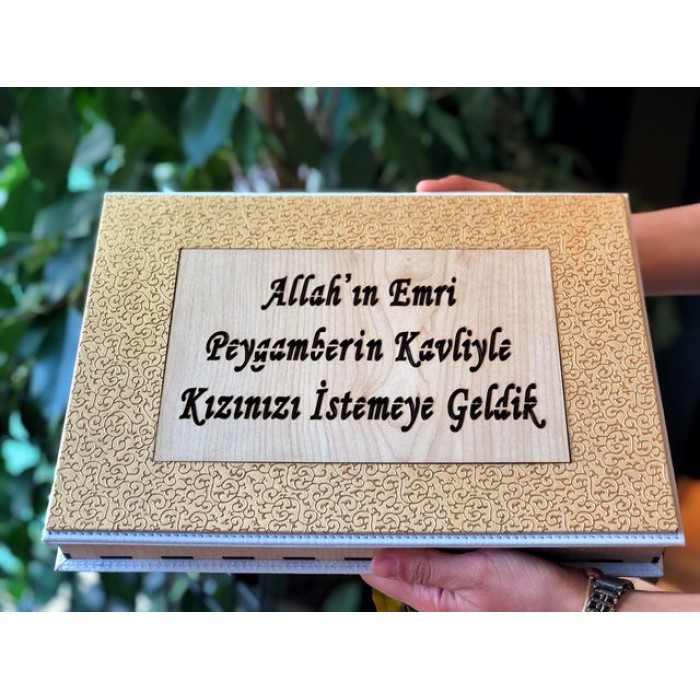 Allah'ın Emri
Peygamberin Kavliyle
Kızınızı İstemeye Geldik